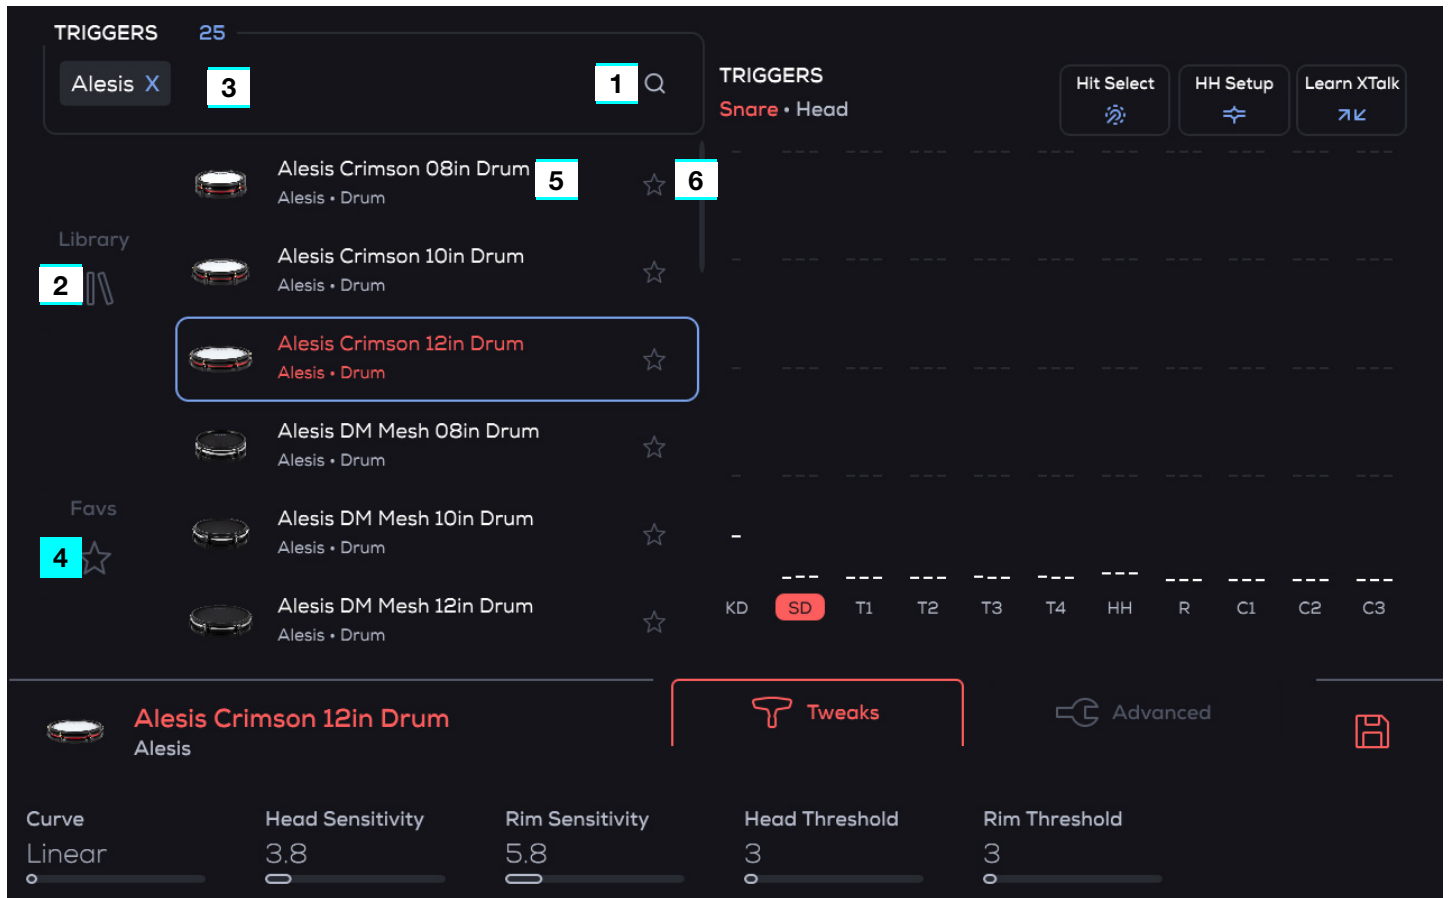 TRIGGERS 25
Alesis X
3
1
TRIGGERS
Snare • Head
Hit Select
HH Setup
Learn XTalk
Alesis Crimson 08in Drum
Alesis • Drum
5
6
Library
2
Alesis Crimson 10in Drum
Alesis • Drum
Alesis Crimson 12in Drum
Alesis • Drum
Alesis DM Mesh 08in Drum
Alesis • Drum
Favs
4
Alesis DM Mesh 10in Drum
Alesis • Drum
Alesis DM Mesh 12in Drum
Alesis • Drum
KD SD T1 T2 T3 T4 HH R C1 C2 C3
Alesis Crimson 12in Drum
Alesis
Tweaks
Advanced
Curve Head Sensitivity Rim Sensitivity Head Threshold Rim Threshold
Linear 3.8 5.8 3 3